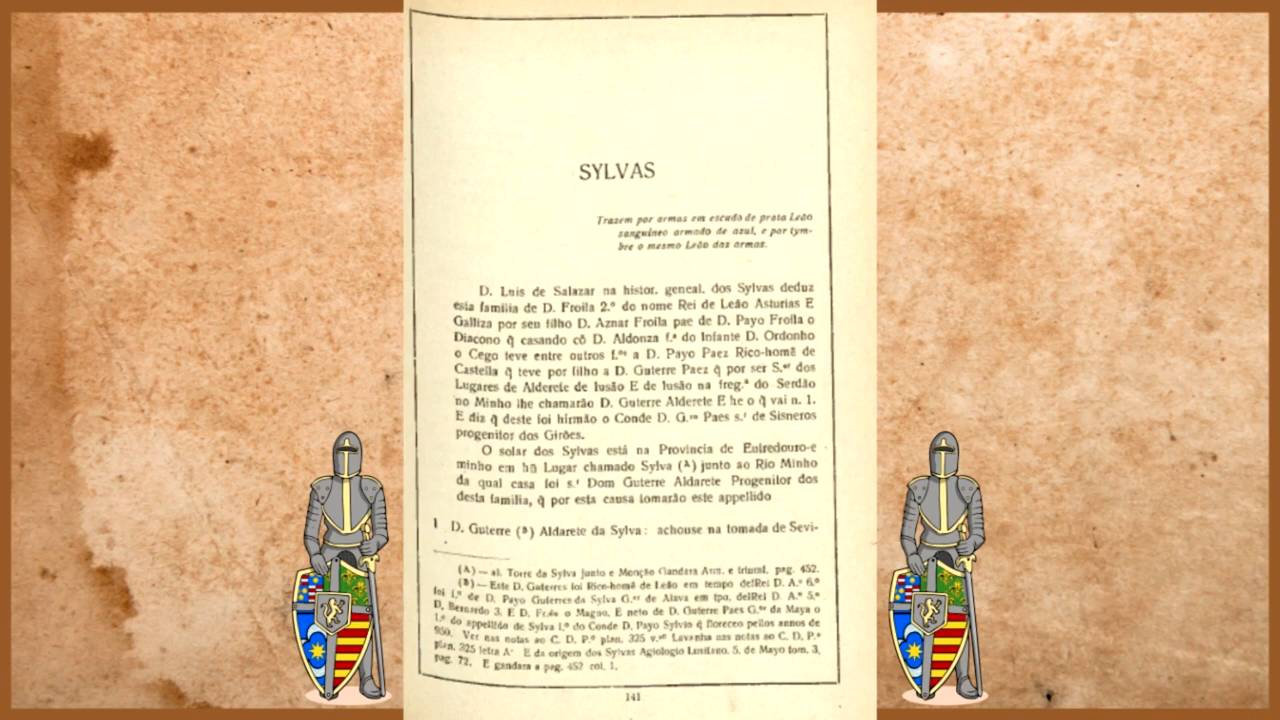 SYLVAS
Trazem por armas em escudo de prata Leão
sanguineo armado de azul, e por tym-
bre o mesmo Leão das armas.
D. Luis de Salazar na histor. geneal. dos Sylvas deduz
esta familia de D. Froila 2.º do nome Rei de Leão Asturias E
Galliza por seu filho D. Aznar Froila pae de D. Payo Froila o
Diacono q̃ casando cõ D. Aldonza f.ª do Infante D. Ordonho
o Cego teve entre outros f.ºˢ a D. Payo Paez Rico-homẽ de
Castella q̃ teve por filho a D. Guterre Paez q̃ por ser S.ᵒʳ dos
Lugares de Alderete de Iusão E de Iusão na freg.ª do Serdão
no Minho lhe chamarão D. Guterre Alderete E he o q̃ vai n. 1.
E diz q̃ deste foi hirmão o Conde D. G.ᵐ Paes s.ʳ de Sisneros
progenitor dos Girões.
O solar dos Sylvas está na Provincia de Entredouro-e
minho em hũ Lugar chamado Sylva (ᴬ) junto ao Rio Minho
da qual casa foi s.ʳ Dom Guterre Aldarete Progenitor dos
desta familia, q̃ por esta causa tomarão este appellido
1 D. Guterre (ᴮ) Aldarete da Sylva: achouse na tomada de Sevi-
(A) — al. Torre da Sylva junto e Monção Gandara Arm. e triumf. pag. 452.
(B) — Este D. Guterres foi Rico-homẽ de Leão em tempo delRei D. A.º 6.º
foi f.º de D. Payo Guterres da Sylva G.ᵒʳ de Alava em tpo. delRei D. A.º 5.º
D. Bernardo 3. E D. Fr.do o Magno. E neto de D. Guterre Paes G.ᵒʳ da Maya o
1.º do appellido de Sylva f.º do Conde D. Payo Sylvio q̃ floreceo pellos annos de
950. Ver nas notas ao C. D. P.º plan. 325 v.ˢᵒ Lavanha nas notas ao C. D. P.º
plan. 325 letra A· E da origem dos Sylvas Agiologio Lusitano. 5. de Mayo tom. 3.
pag. 72. E gandara a pag. 452 col. 1.
141